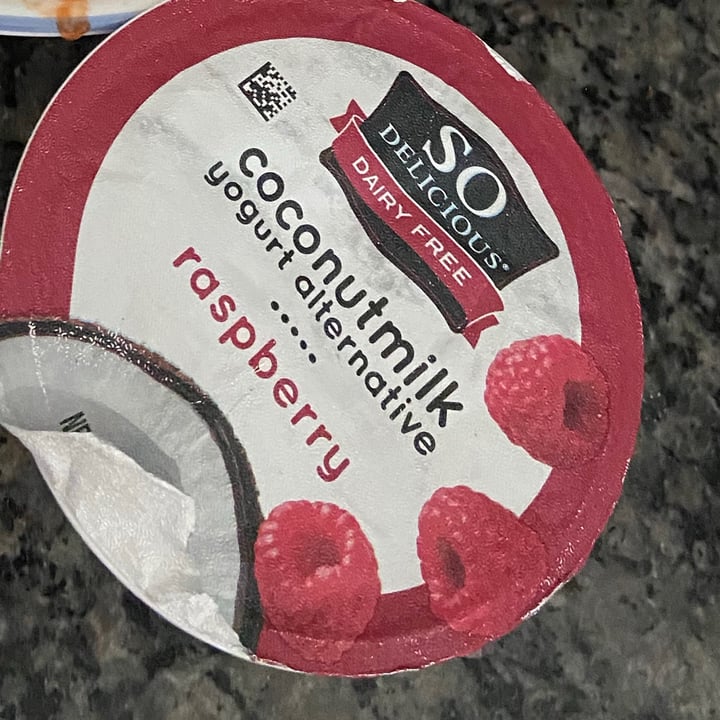 SO
DELICIOUS®
DAIRY FREE
coconutmilk
yogurt alternative
raspberry